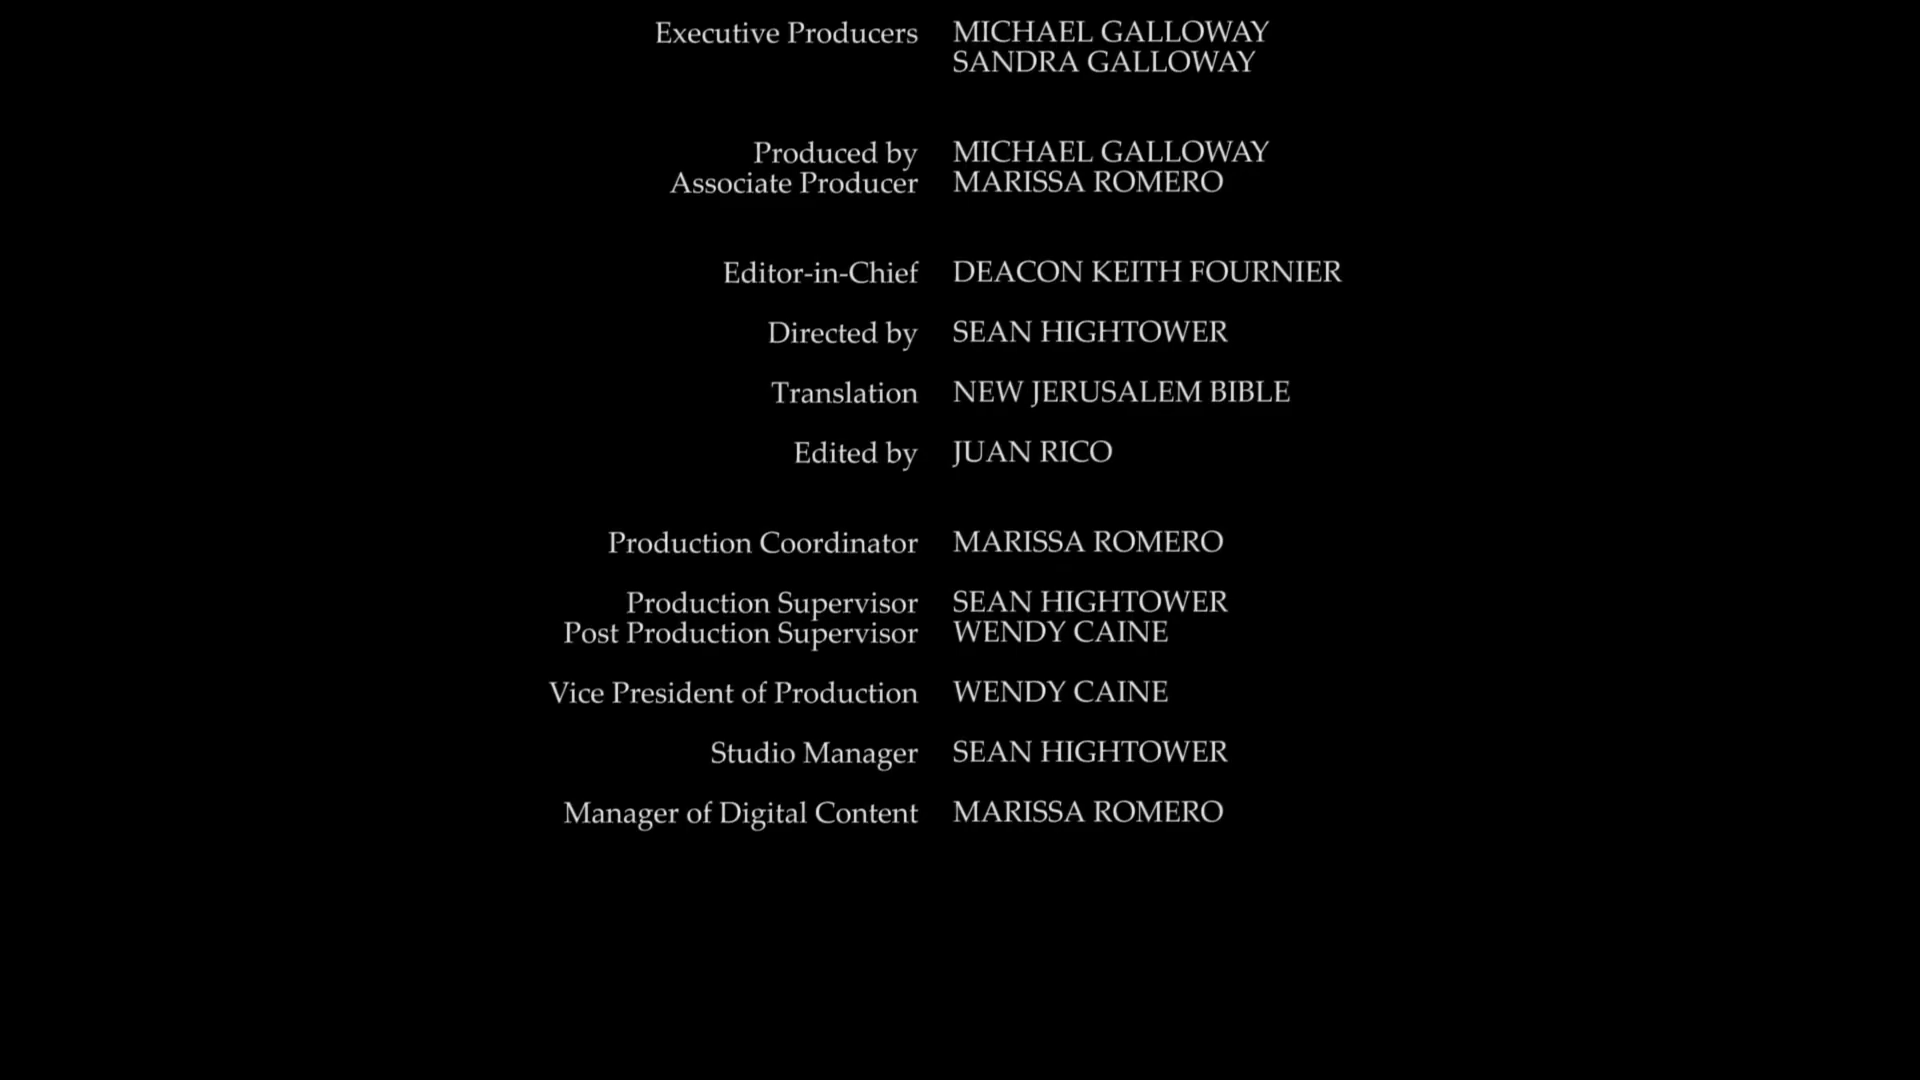 Executive Producers MICHAEL GALLOWAY
SANDRA GALLOWAY
Produced by MICHAEL GALLOWAY
Associate Producer MARISSA ROMERO
Editor-in-Chief DEACON KEITH FOURNIER
Directed by SEAN HIGHTOWER
Translation NEW JERUSALEM BIBLE
Edited by JUAN RICO
Production Coordinator MARISSA ROMERO
Production Supervisor SEAN HIGHTOWER
Post Production Supervisor WENDY CAINE
Vice President of Production WENDY CAINE
Studio Manager SEAN HIGHTOWER
Manager of Digital Content MARISSA ROMERO